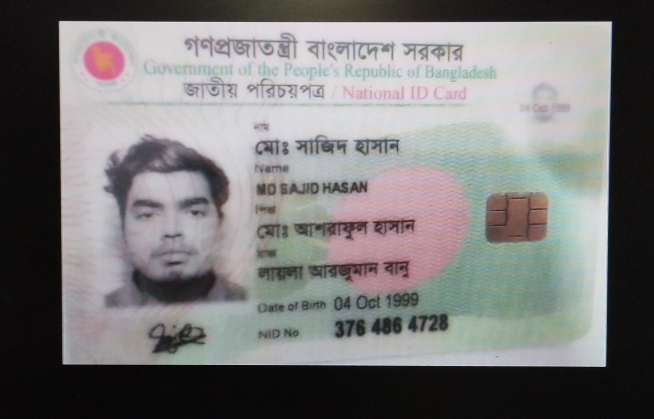 গণপ্রজাতন্ত্রী বাংলাদেশ সরকার
Government of the People's Republic of Bangladesh
জাতীয় পরিচয়পত্র / National ID Card
04 Oct 1999
নাম
মোঃ সাজিদ হাসান
Name
MD SAJID HASAN
পিতা
মোঃ আশরাফুল হাসান
মাতা
লায়লা আরজুমান বানু
Date of Birth 04 Oct 1999
NID No 376 486 4728